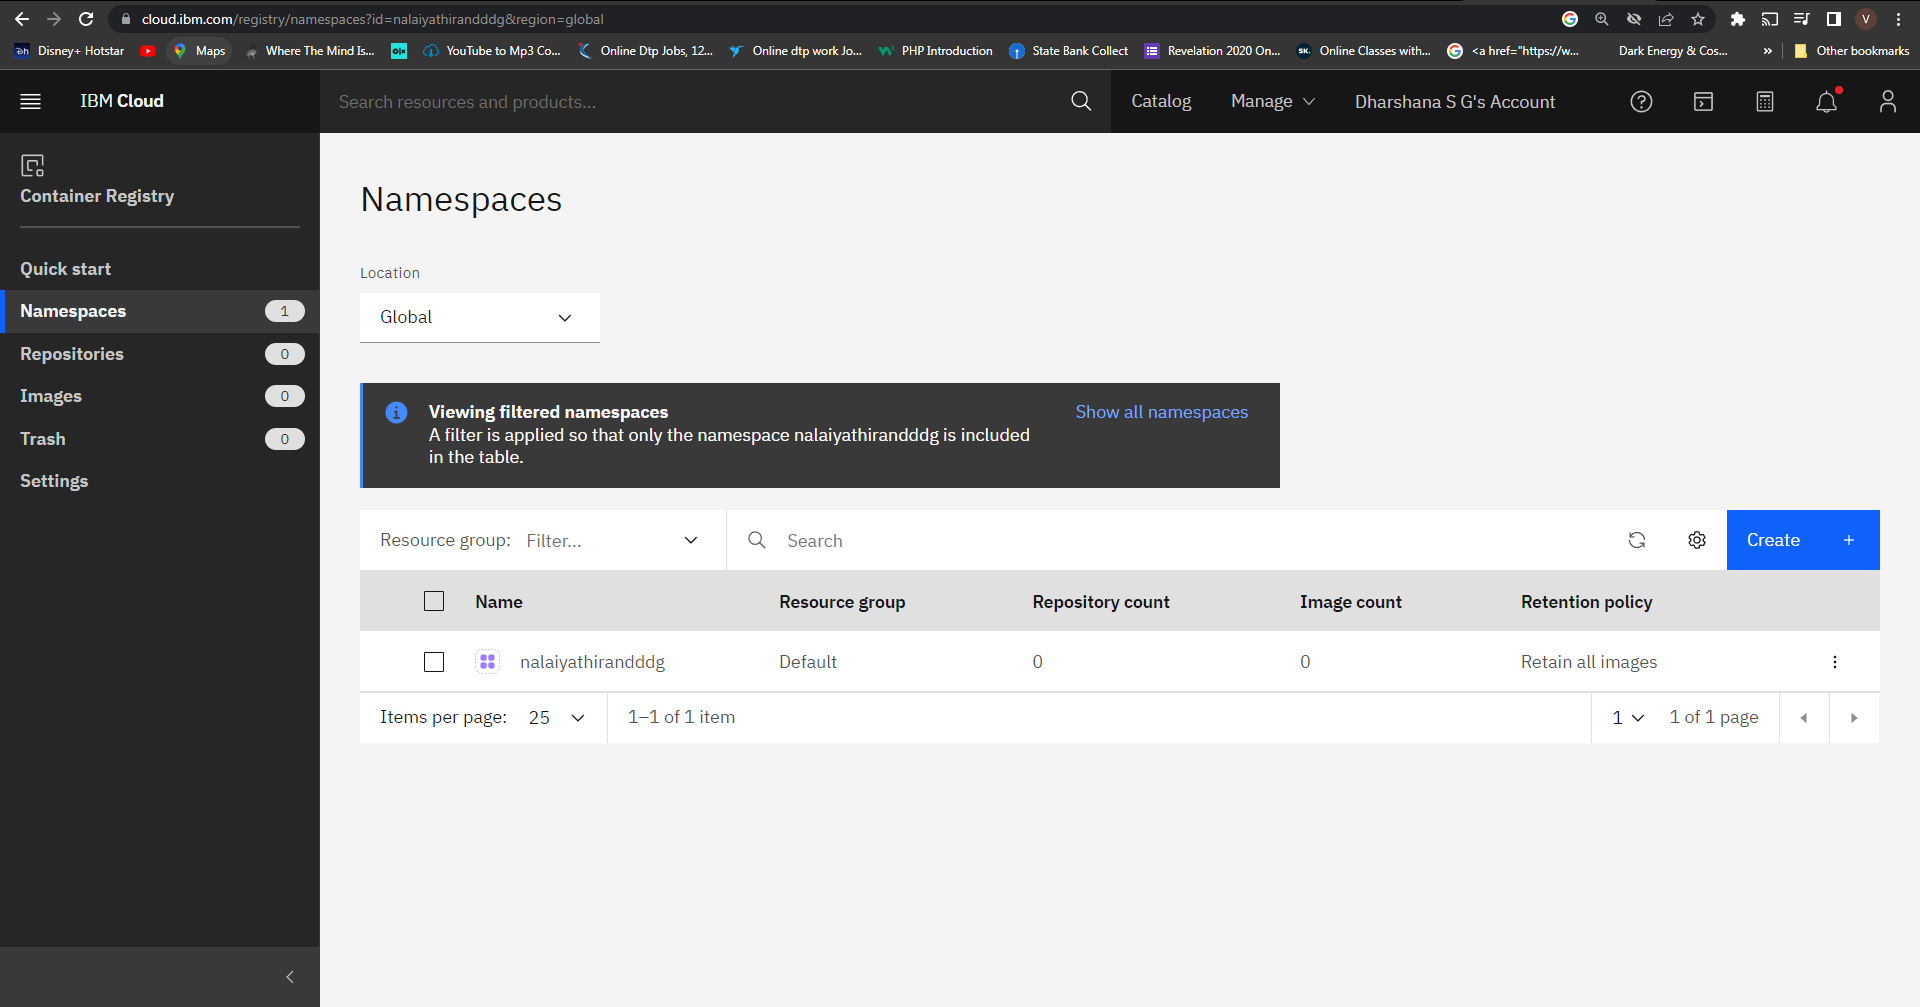 cloud.ibm.com/registry/namespaces?id=nalaiyathirandddg&region=global
V
Disney+ Hotstar
Maps
Where The Mind Is...
YouTube to Mp3 Co...
Online Dtp Jobs, 12...
Online dtp work Jo...
PHP Introduction
State Bank Collect
Revelation 2020 On...
SK.
Online Classes with...
<a href="https://w...
Dark Energy & Cos...
»
Other bookmarks
IBM Cloud
Search resources and products...
Catalog
Manage
Dharshana S G's Account
Container Registry
Quick start
Namespaces 1
Repositories 0
Images 0
Trash 0
Settings
Namespaces
Location
Global
Viewing filtered namespaces
Show all namespaces
A filter is applied so that only the namespace nalaiyathirandddg is included
in the table.
Resource group: Filter...
Search
Create +
Name Resource group Repository count Image count Retention policy
nalaiyathirandddg Default 0 0 Retain all images
Items per page: 25 1–1 of 1 item 1 1 of 1 page